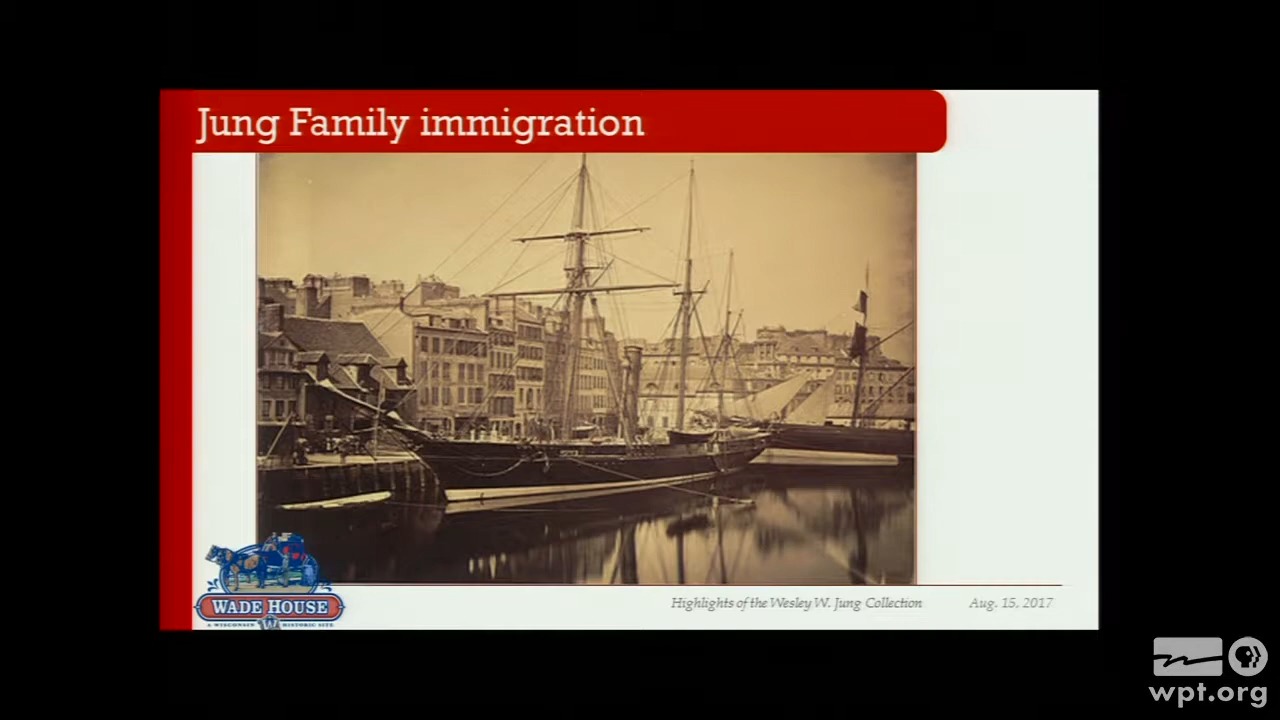 Jung Family immigration
WADE HOUSE
A WISCONSIN HISTORIC SITE
Highlights of the Wesley W. Jung Collection
Aug. 15, 2017
wpt.org